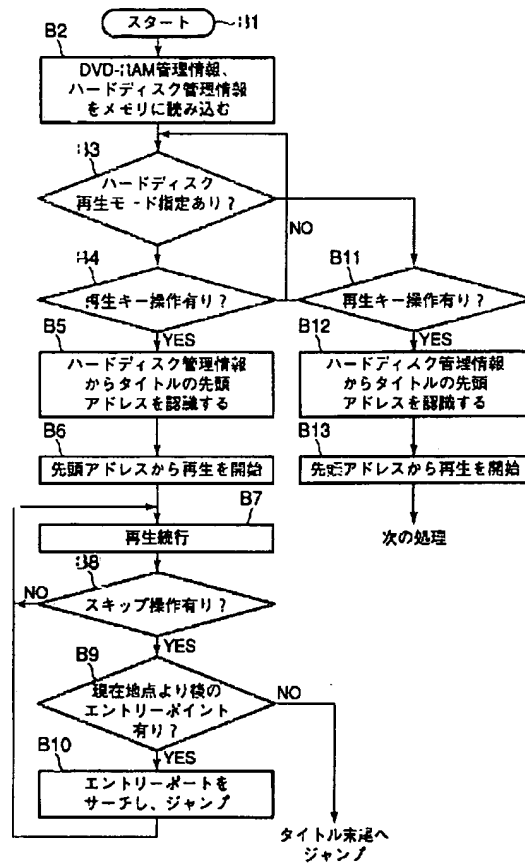 スタート
B1
B2
DVD-RAM管理情報、
ハードディスク管理情報
をメモリに読み込む
B3
ハードディスク
再生モード指定あり?
NO
B4
再生キー操作有り?
YES
B11
再生キー操作有り?
YES
B5
ハードディスク管理情報
からタイトルの先頭
アドレスを認識する
B12
ハードディスク管理情報
からタイトルの先頭
アドレスを認識する
B6
先頭アドレスから再生を開始
B13
先頭アドレスから再生を開始
B7
再生続行
次の処理
B8
スキップ操作有り?
NO
YES
B9
現在地点より後の
エントリーポイント
有り?
NO
YES
B10
エントリーポートを
サーチし、ジャンプ
タイトル末尾へ
ジャンプ